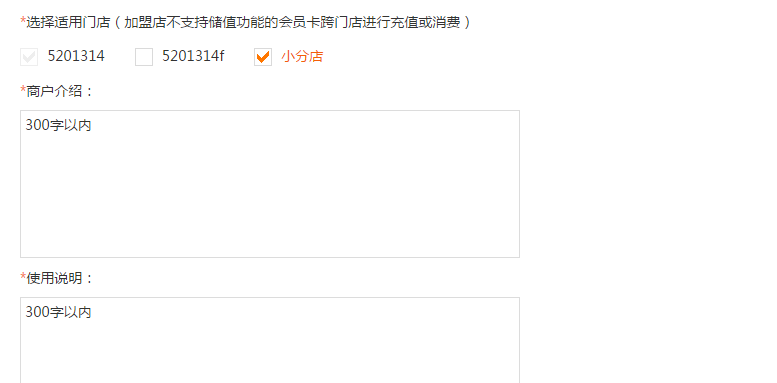 *选择适用门店（加盟店不支持储值功能的会员卡跨门店进行充值或消费）
5201314 5201314f 小分店
*商户介绍：
300字以内
*使用说明：
300字以内